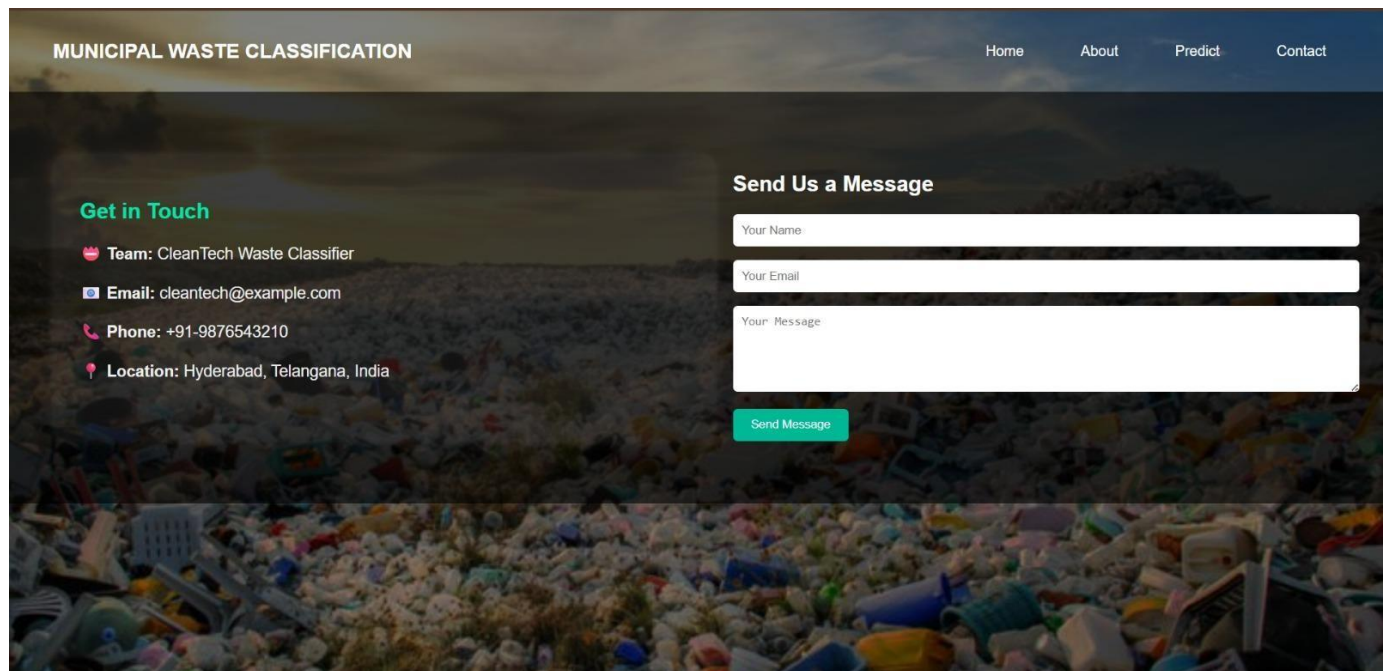 MUNICIPAL WASTE CLASSIFICATION
Home About Predict Contact
Get in Touch
📛 Team: CleanTech Waste Classifier
📧 Email: cleantech@example.com
📞 Phone: +91-9876543210
📍 Location: Hyderabad, Telangana, India
Send Us a Message
Your Name
Your Email
Your Message
Send Message